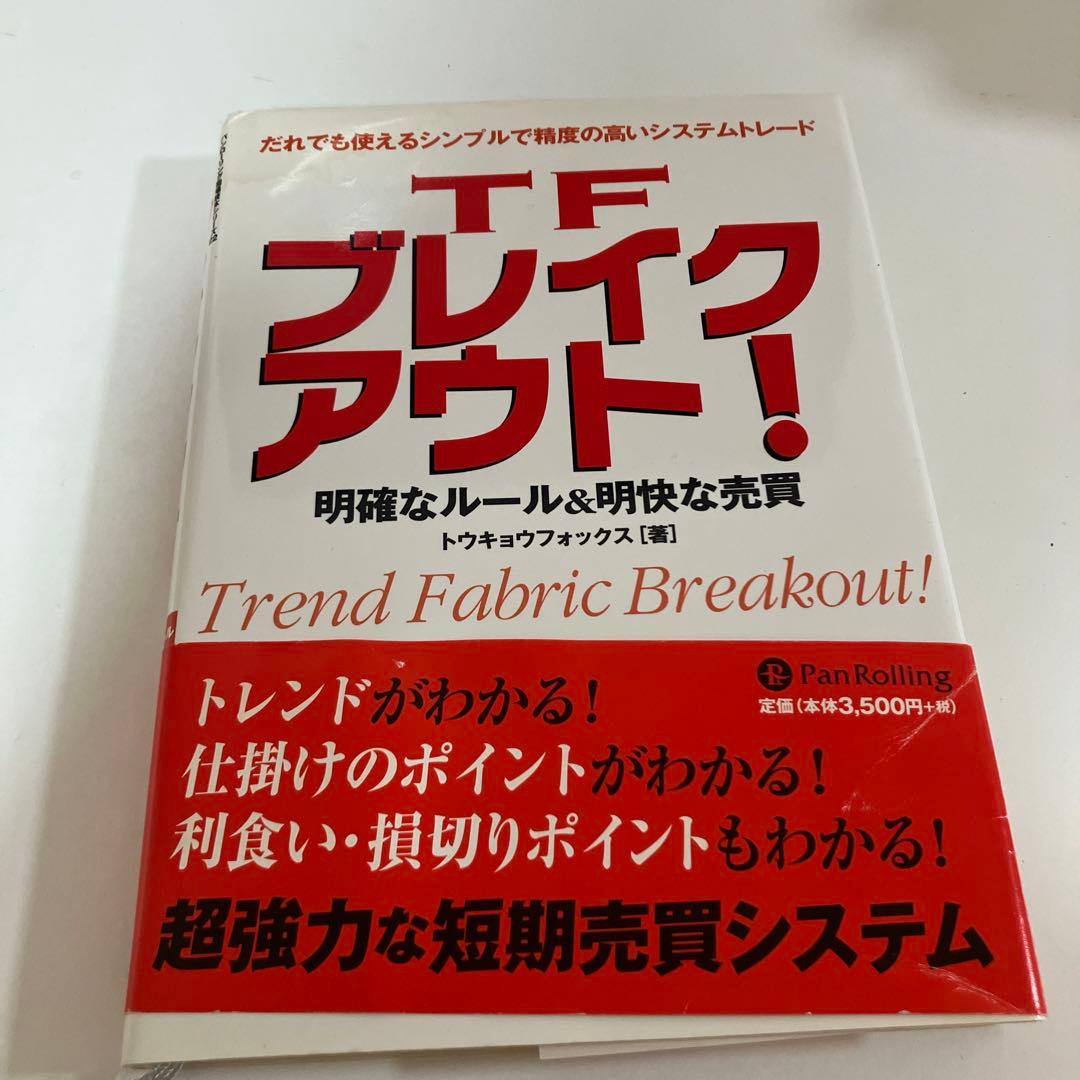 だれでも使えるシンプルで精度の高いシステムトレード
TF
ブレイク
アウト!
明確なルール&明快な売買
トウキョウフォックス[著]
Trend Fabric Breakout!
PanRolling
定価(本体3,500円+税)
トレンドがわかる!
仕掛けのポイントがわかる!
利食い・損切りポイントもわかる!
超強力な短期売買システム